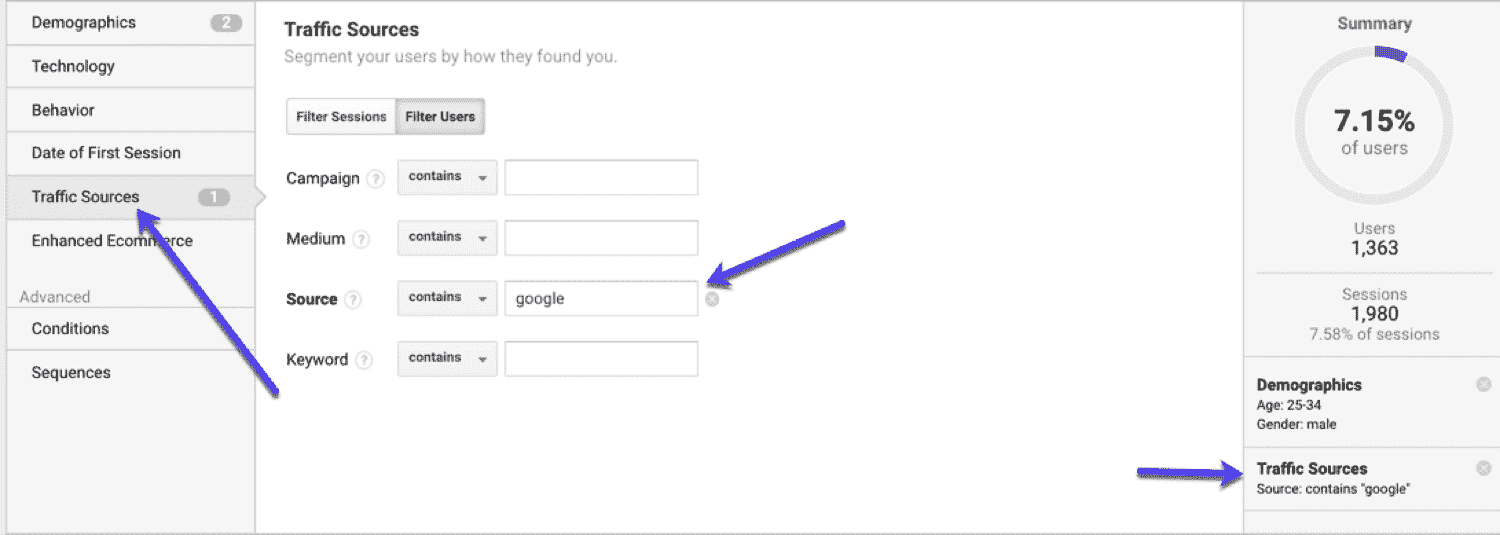 Demographics 2
Technology
Behavior
Date of First Session
Traffic Sources 1
Enhanced Ecommerce
Advanced
Conditions
Sequences
Traffic Sources
Segment your users by how they found you.
Filter Sessions Filter Users
Campaign ? contains
Medium ? contains
Source ? contains google
Keyword ? contains
Summary
7.15%
of users
Users
1,363
Sessions
1,980
7.58% of sessions
Demographics
Age: 25-34
Gender: male
Traffic Sources
Source: contains "google"